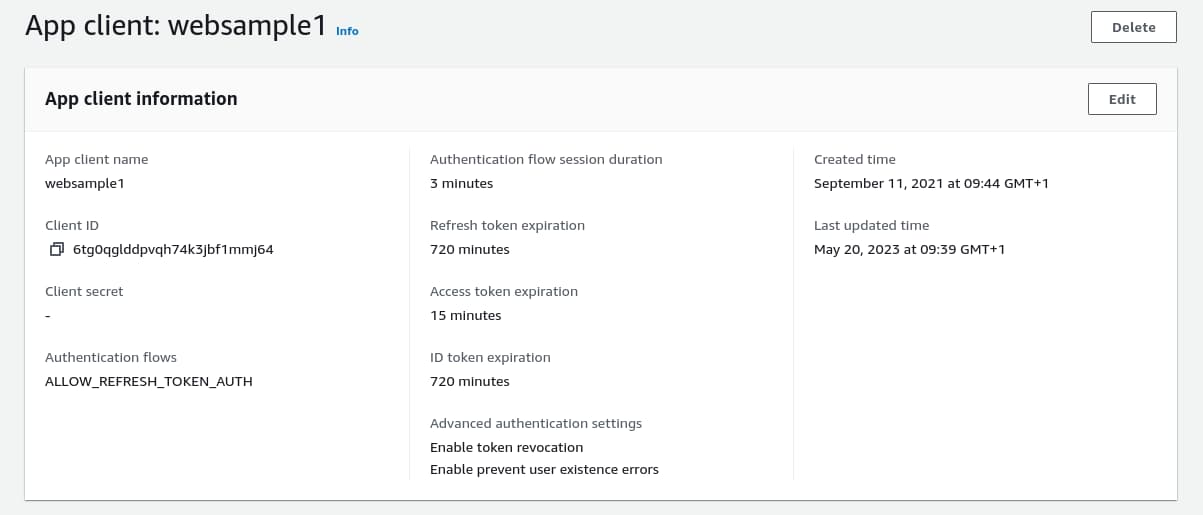 App client: websample1 Info
Delete
App client information
Edit
App client name
websample1
Client ID
6tg0qglddpvqh74k3jbf1mmj64
Client secret
-
Authentication flows
ALLOW_REFRESH_TOKEN_AUTH
Authentication flow session duration
3 minutes
Refresh token expiration
720 minutes
Access token expiration
15 minutes
ID token expiration
720 minutes
Advanced authentication settings
Enable token revocation
Enable prevent user existence errors
Created time
September 11, 2021 at 09:44 GMT+1
Last updated time
May 20, 2023 at 09:39 GMT+1